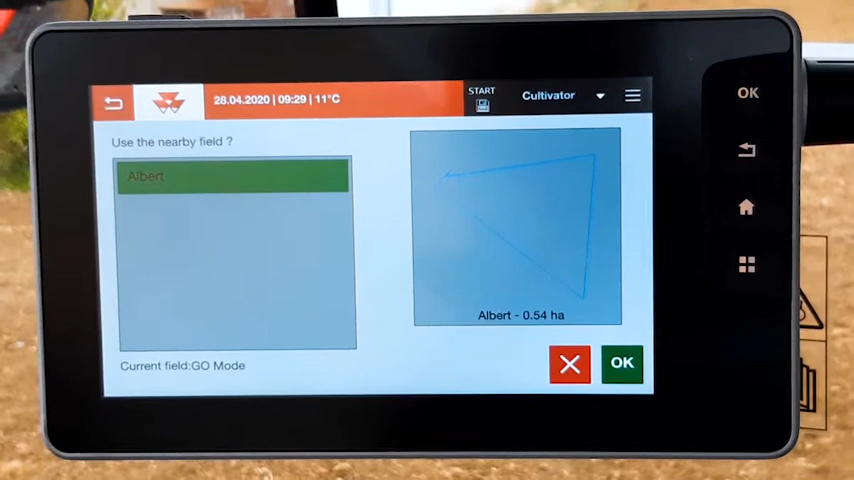 28.04.2020 | 09:29 | 11°C
START
Cultivator
OK
Use the nearby field ?
Albert
Albert - 0.54 ha
Current field:GO Mode
OK